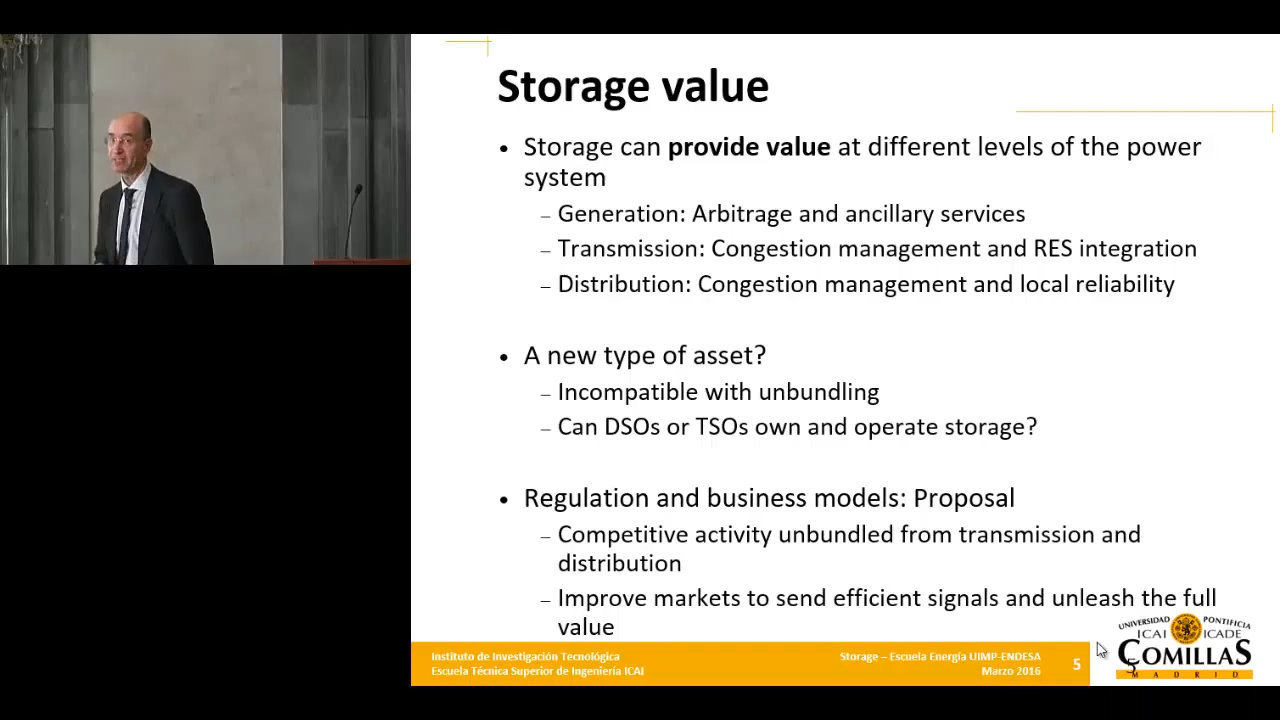 Storage value
• Storage can provide value at different levels of the power
system
– Generation: Arbitrage and ancillary services
– Transmission: Congestion management and RES integration
– Distribution: Congestion management and local reliability
• A new type of asset?
– Incompatible with unbundling
– Can DSOs or TSOs own and operate storage?
• Regulation and business models: Proposal
– Competitive activity unbundled from transmission and
distribution
– Improve markets to send efficient signals and unleash the full
value
Instituto de Investigación Tecnológica
Escuela Técnica Superior de Ingeniería ICAI
Storage – Escuela Energía UIMP-ENDESA
Marzo 2016
5
UNIVERSIDAD PONTIFICIA
ICAI ICADE
COMILLAS
5
MADRID